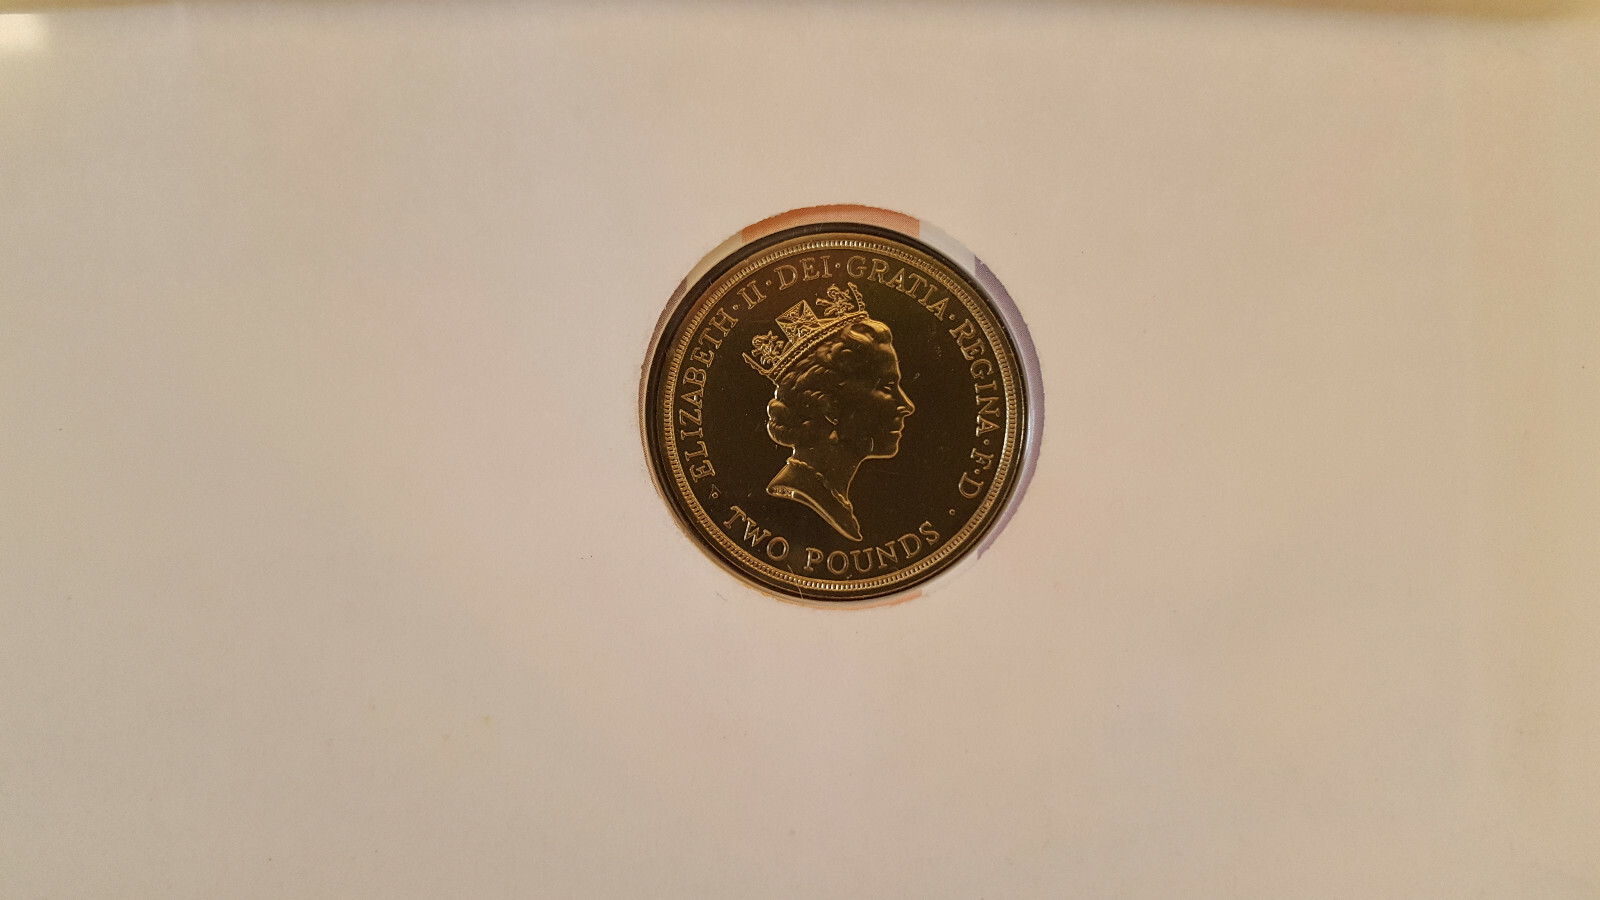 ELIZABETH · II · DEI · GRATIA · REGINA · F · D ·
TWO POUNDS